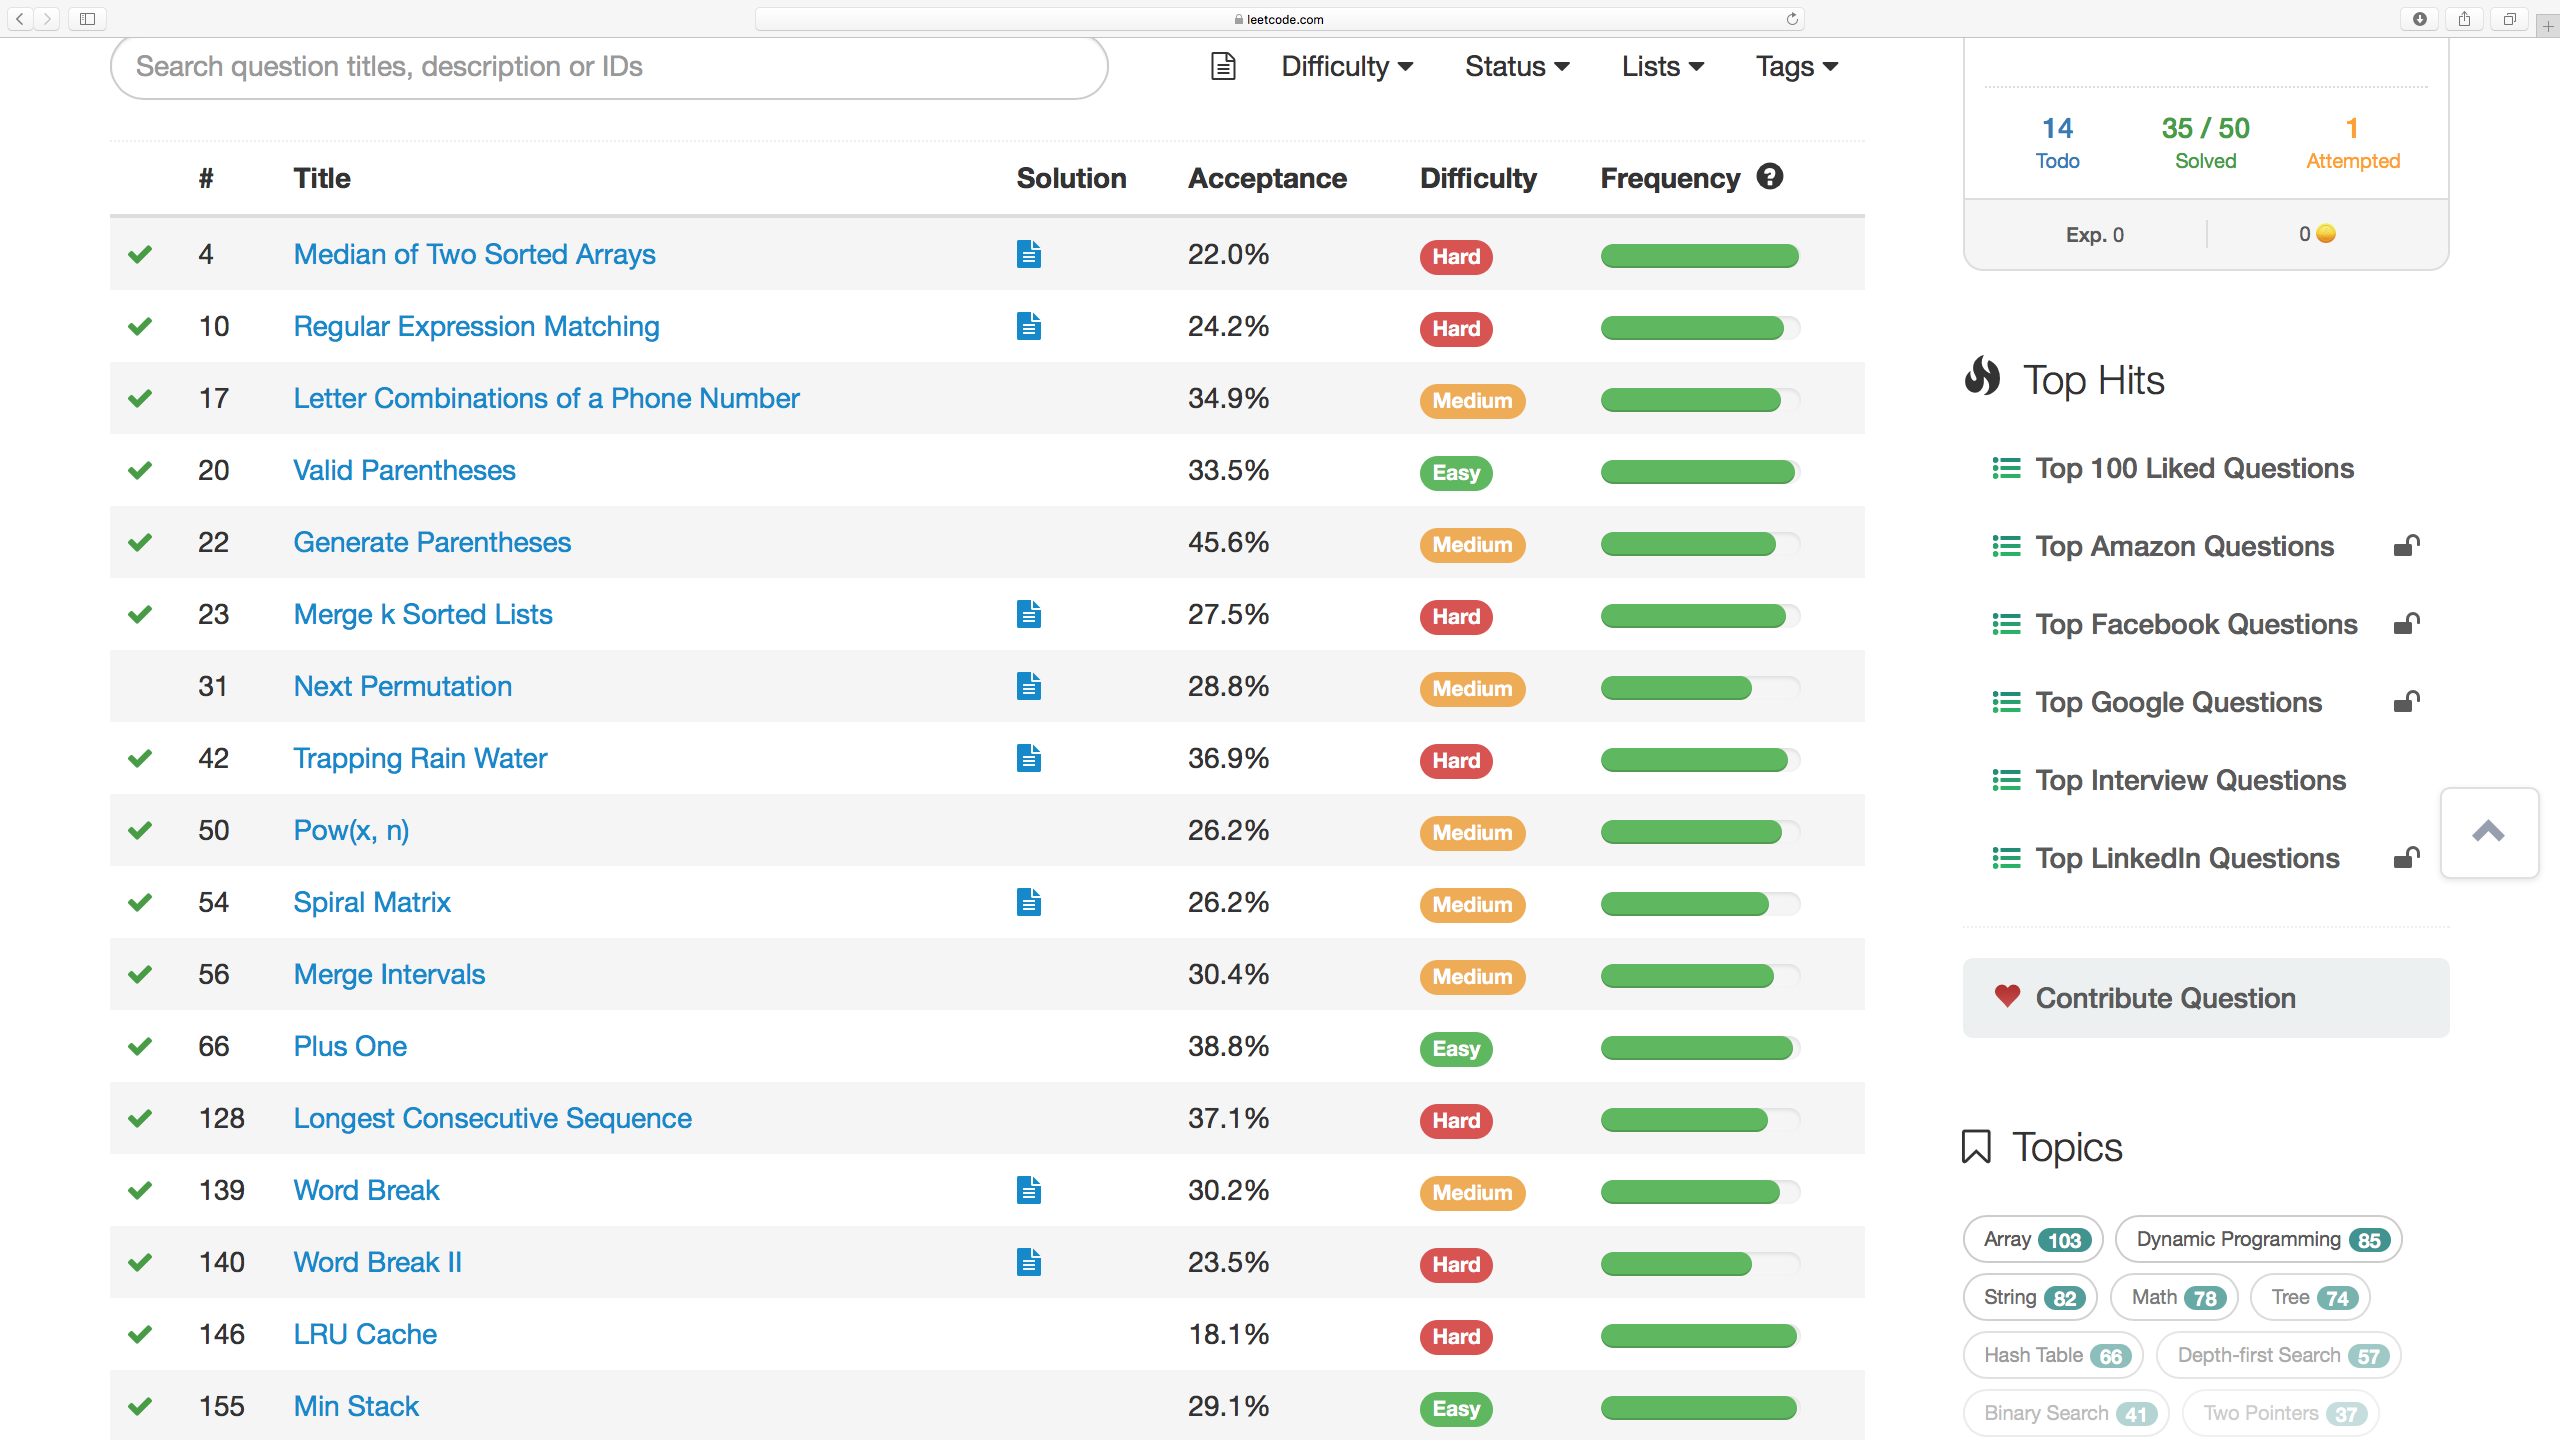 leetcode.com
Search question titles, description or IDs
Difficulty Status Lists Tags
# Title Solution Acceptance Difficulty Frequency
4 Median of Two Sorted Arrays 22.0% Hard
10 Regular Expression Matching 24.2% Hard
17 Letter Combinations of a Phone Number 34.9% Medium
20 Valid Parentheses 33.5% Easy
22 Generate Parentheses 45.6% Medium
23 Merge k Sorted Lists 27.5% Hard
31 Next Permutation 28.8% Medium
42 Trapping Rain Water 36.9% Hard
50 Pow(x, n) 26.2% Medium
54 Spiral Matrix 26.2% Medium
56 Merge Intervals 30.4% Medium
66 Plus One 38.8% Easy
128 Longest Consecutive Sequence 37.1% Hard
139 Word Break 30.2% Medium
140 Word Break II 23.5% Hard
146 LRU Cache 18.1% Hard
155 Min Stack 29.1% Easy
14 35 / 50 1
Todo Solved Attempted
Exp. 0 0
Top Hits
Top 100 Liked Questions
Top Amazon Questions
Top Facebook Questions
Top Google Questions
Top Interview Questions
Top LinkedIn Questions
Contribute Question
Topics
Array 103 Dynamic Programming 85
String 82 Math 78 Tree 74
Hash Table 66 Depth-first Search 57
Binary Search 41 Two Pointers 37